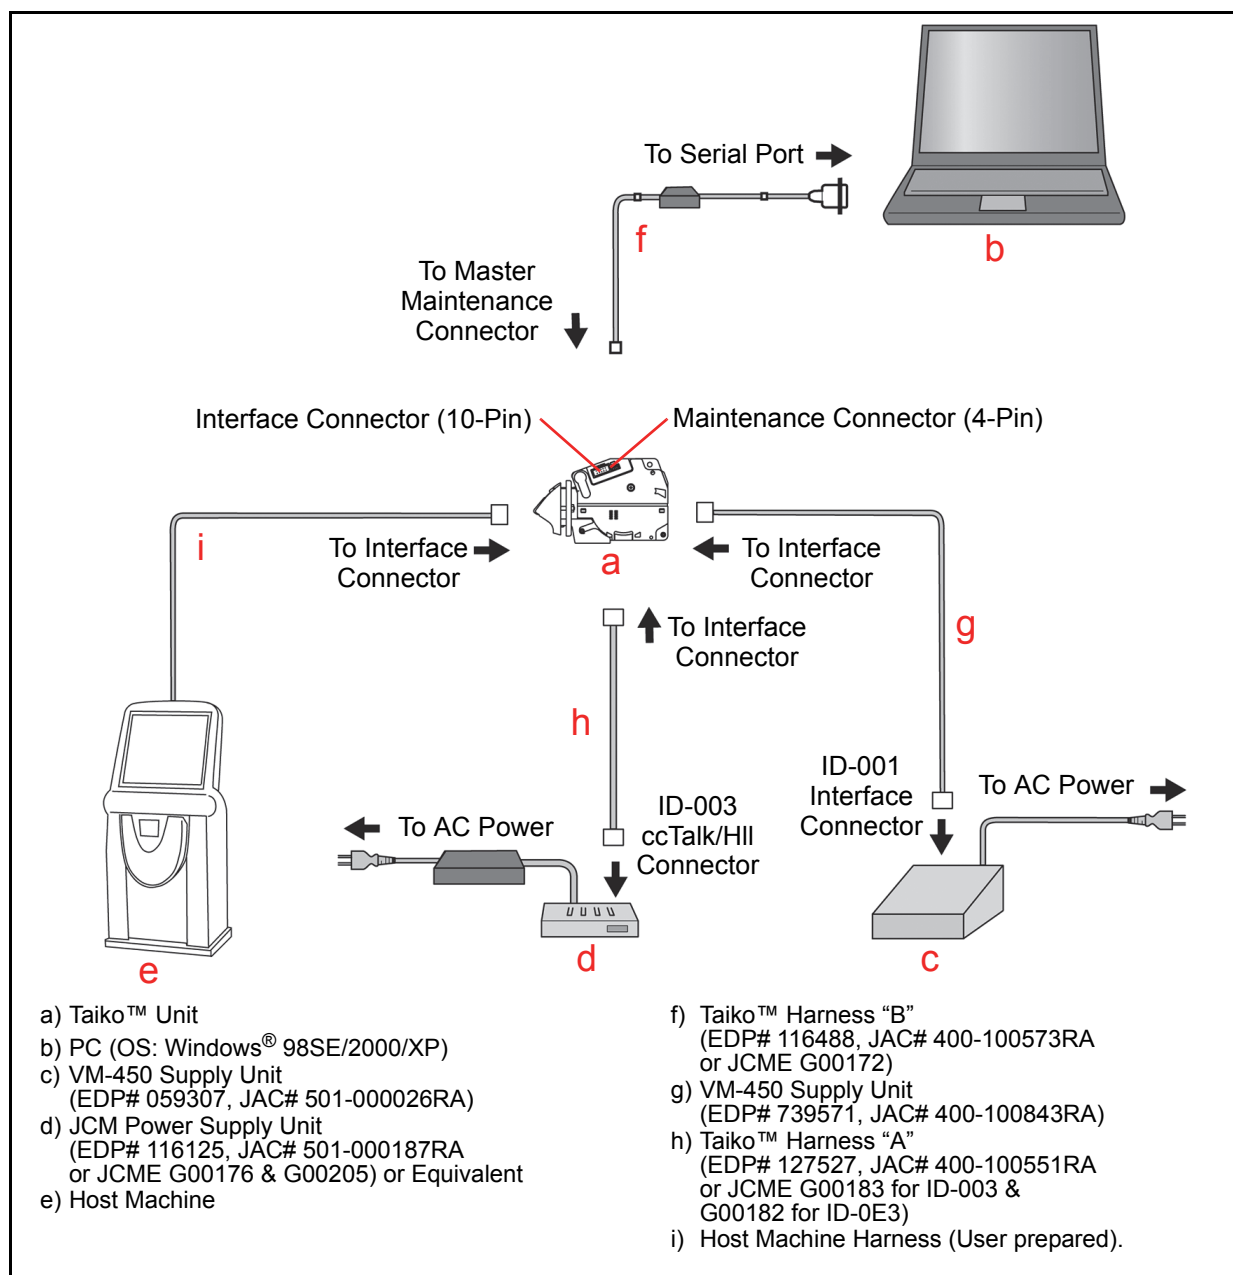 To Serial Port
f
b
To Master
Maintenance
Connector
Interface Connector (10-Pin)
Maintenance Connector (4-Pin)
i
To Interface
Connector
a
To Interface
Connector
g
To Interface
Connector
h
ID-001
Interface
Connector
To AC Power
To AC Power
ID-003
ccTalk/HII
Connector
e
d
c
a) Taiko™ Unit
b) PC (OS: Windows® 98SE/2000/XP)
c) VM-450 Supply Unit
(EDP# 059307, JAC# 501-000026RA)
d) JCM Power Supply Unit
(EDP# 116125, JAC# 501-000187RA
or JCME G00176 & G00205) or Equivalent
e) Host Machine
f) Taiko™ Harness “B”
(EDP# 116488, JAC# 400-100573RA
or JCME G00172)
g) VM-450 Supply Unit
(EDP# 739571, JAC# 400-100843RA)
h) Taiko™ Harness “A”
(EDP# 127527, JAC# 400-100551RA
or JCME G00183 for ID-003 &
G00182 for ID-0E3)
i) Host Machine Harness (User prepared).